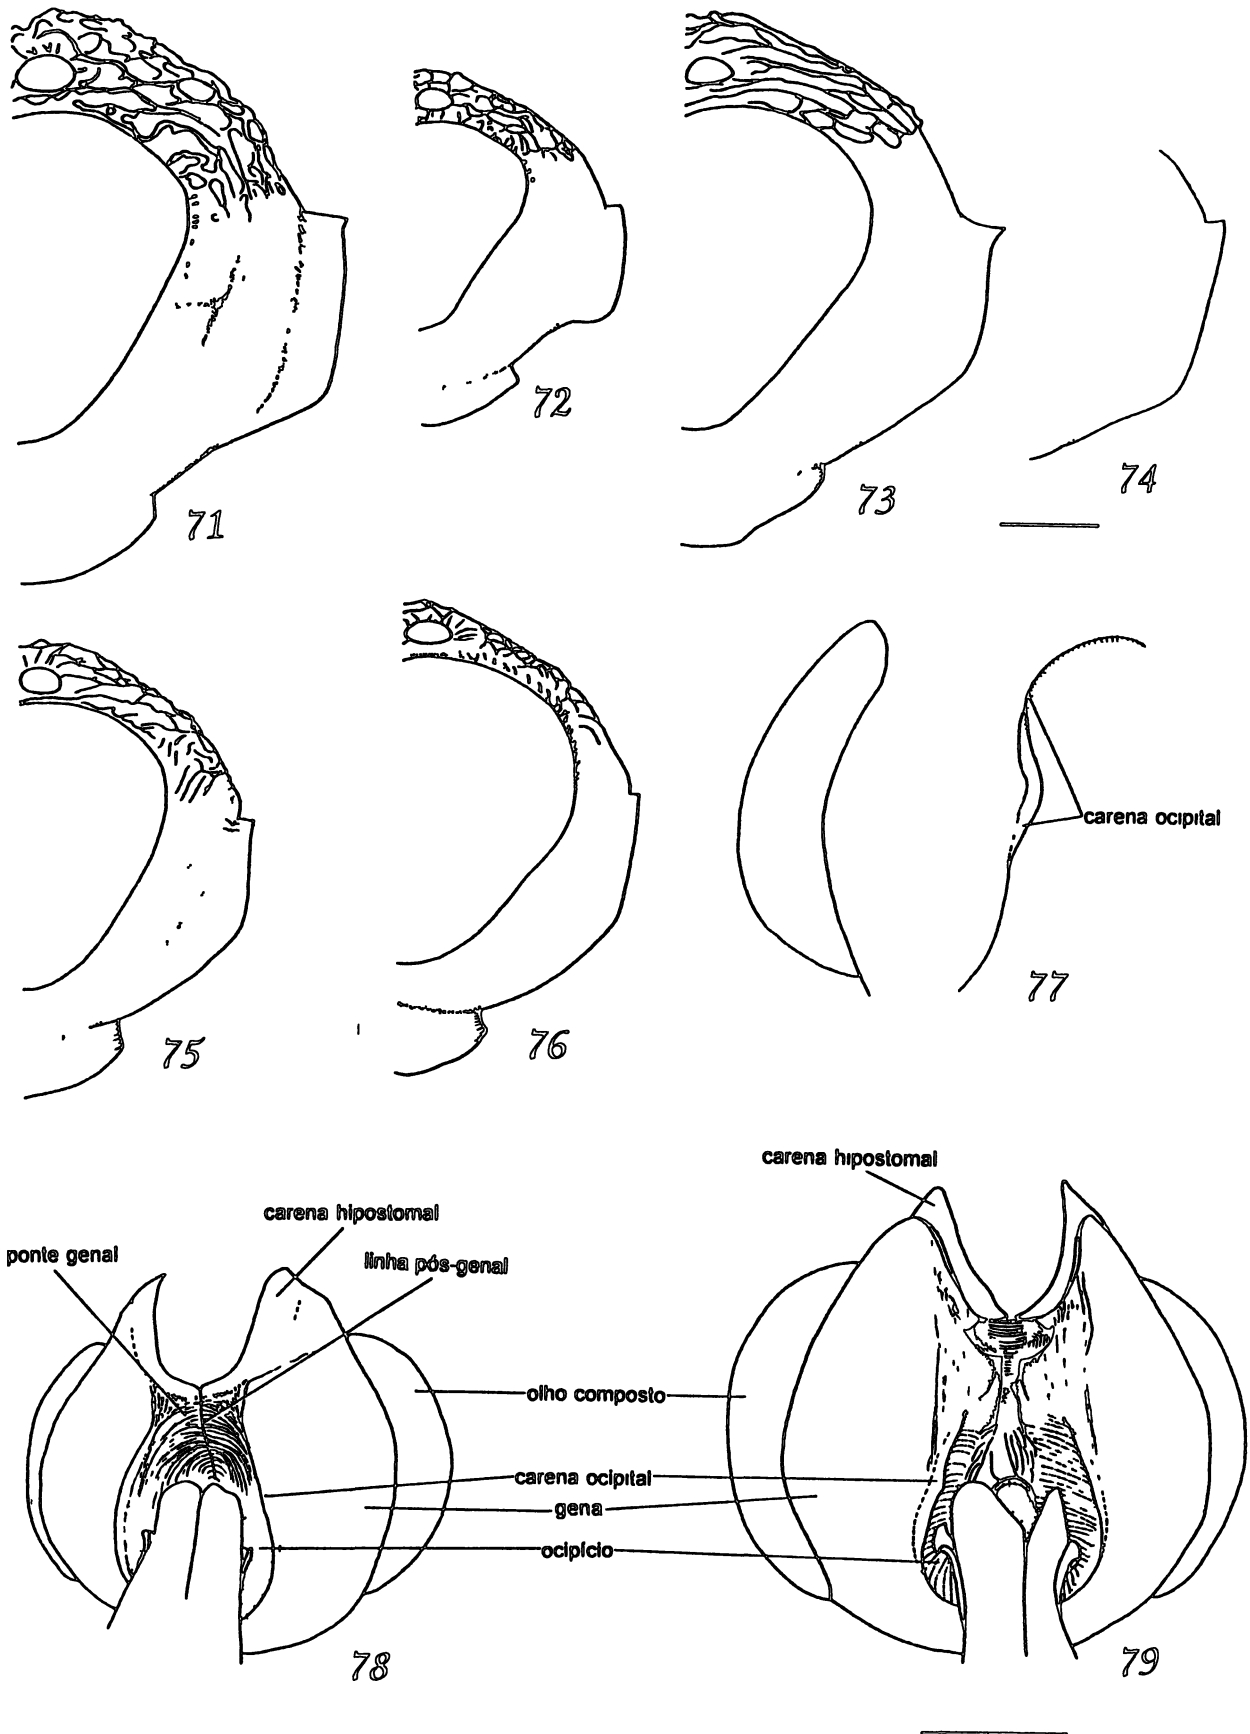 71
72
73
74
75
76
carena ocipital
77
carena hipostomal
carena hipostomal
ponte genal
linha pós-genal
olho composto
carena ocipital
gena
ocipício
78
79